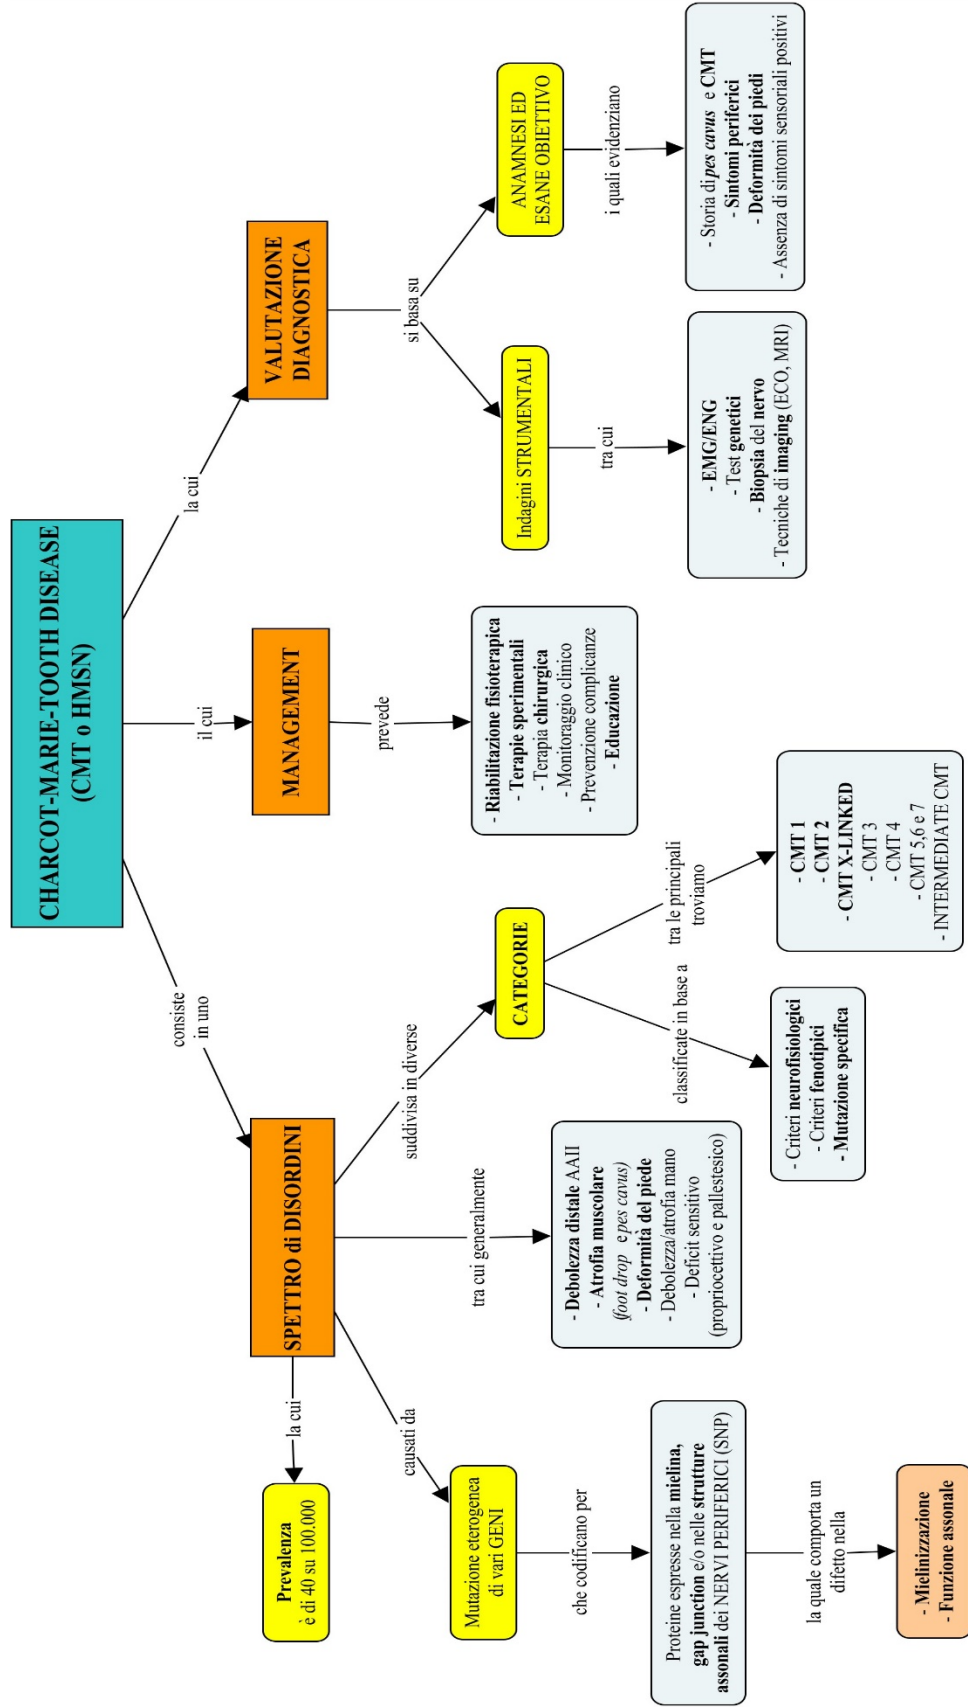 CHARCOT-MARIE-TOOTH DISEASE
(CMT o HMSN)
consiste
in uno
il cui
la cui
SPETTRO di DISORDINI
MANAGEMENT
VALUTAZIONE
DIAGNOSTICA
la cui
causati da
tra cui generalmente
suddivisa in diverse
prevede
si basa su
Prevalenza
è di 40 su 100.000
Mutazione eterogenea
di vari GENI
- Debolezza distale AAII
- Atrofia muscolare
(foot drop e pes cavus)
- Deformità del piede
- Debolezza/atrofia mano
- Deficit sensitivo
(propriocettivo e pallestesico)
CATEGORIE
- Riabilitazione fisioterapica
- Terapie sperimentali
- Terapia chirurgica
- Monitoraggio clinico
- Prevenzione complicanze
- Educazione
Indagini STRUMENTALI
ANAMNESI ED
ESANE OBIETTIVO
che codificano per
classificate in base a
tra le principali
troviamo
tra cui
i quali evidenziano
Proteine espresse nella mielina,
gap junction e/o nelle strutture
assonali dei NERVI PERIFERICI (SNP)
- Criteri neurofisiologici
- Criteri fenotipici
- Mutazione specifica
- CMT 1
- CMT 2
- CMT X-LINKED
- CMT 3
- CMT 4
- CMT 5,6 e 7
- INTERMEDIATE CMT
- EMG/ENG
- Test genetici
- Biopsia del nervo
- Tecniche di imaging (ECO, MRI)
- Storia di pes cavus e CMT
- Sintomi periferici
- Deformità dei piedi
- Assenza di sintomi sensoriali positivi
la quale comporta un
difetto nella
- Mielinizzazione
- Funzione assonale